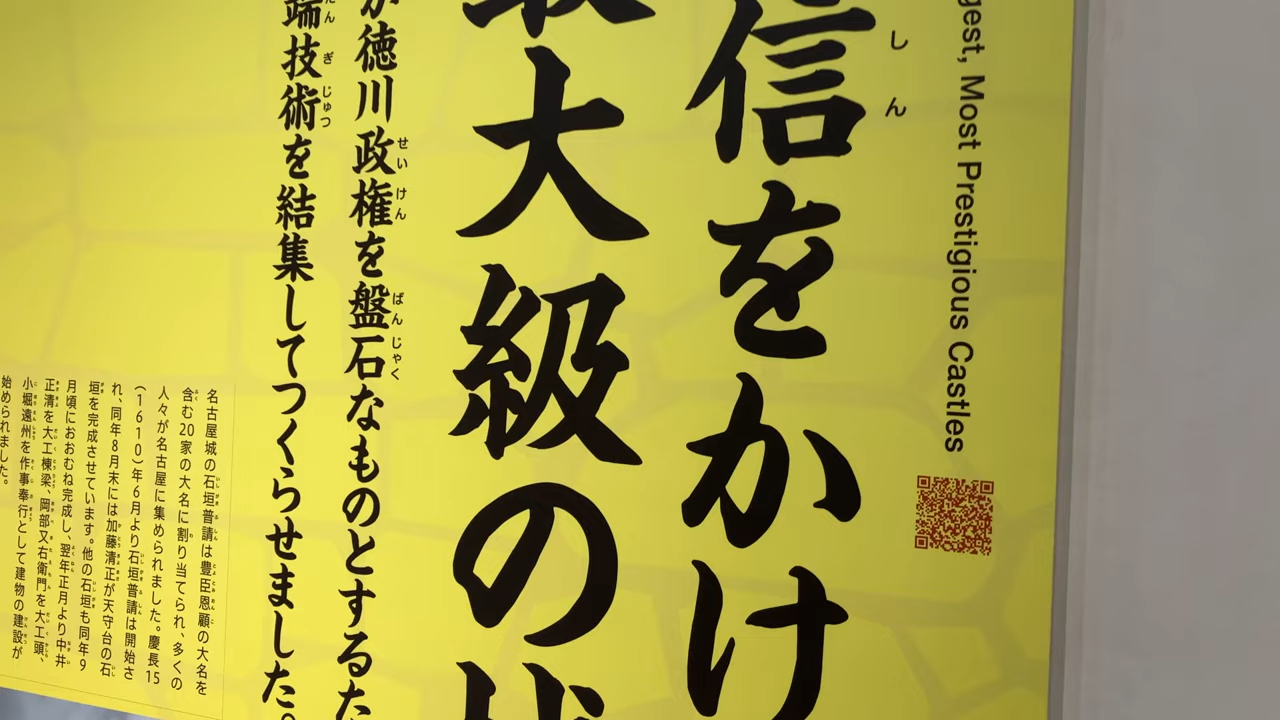 gest, Most Prestigious Castles
信をかけ
しん
大級の
徳川政権を盤石なものとするた
せいけん
ばんじゃく
端技術を結集してつくらせました。
たんぎじゅつ
名古屋城の石垣普請は豊臣恩顧の大名を
含む20家の大名に割り当てられ、多くの
人々が名古屋に集められました。慶長15
（1610）年6月より石垣普請は開始さ
れ、同年8月末には加藤清正が天守台の石
垣を完成させています。他の石垣も同年9
月頃におおむね完成し、翌年正月より中井
正清を大工棟梁、岡部又右衛門を大工頭、
小堀遠州を作事奉行として建物の建設が
始められました。